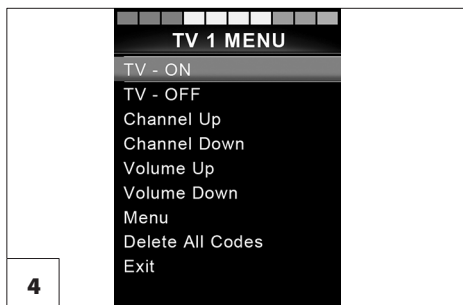 TV 1 MENU
TV - ON
TV - OFF
Channel Up
Channel Down
Volume Up
Volume Down
Menu
Delete All Codes
Exit
4